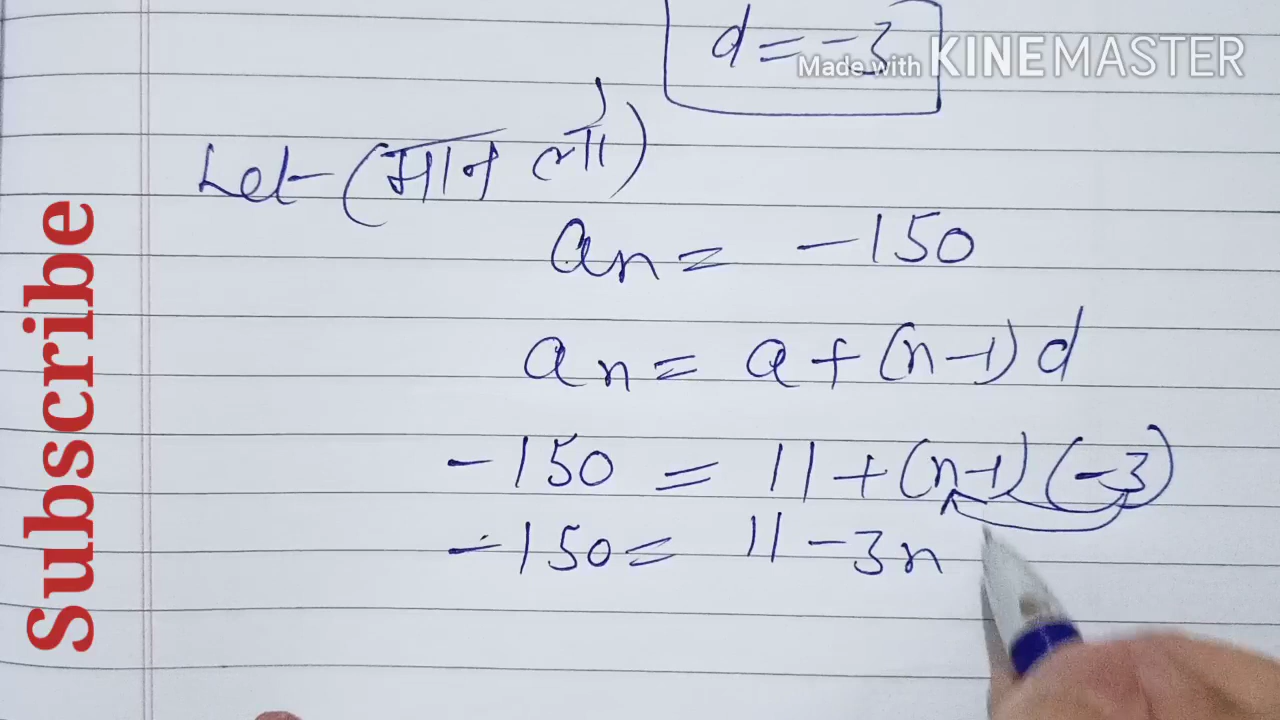 d = -3
Made with KINEMASTER
Let (मान लो)
an = -150
an = a + (n-1) d
-150 = 11 + (n-1) (-3)
-150 = 11 - 3n
Subscribe